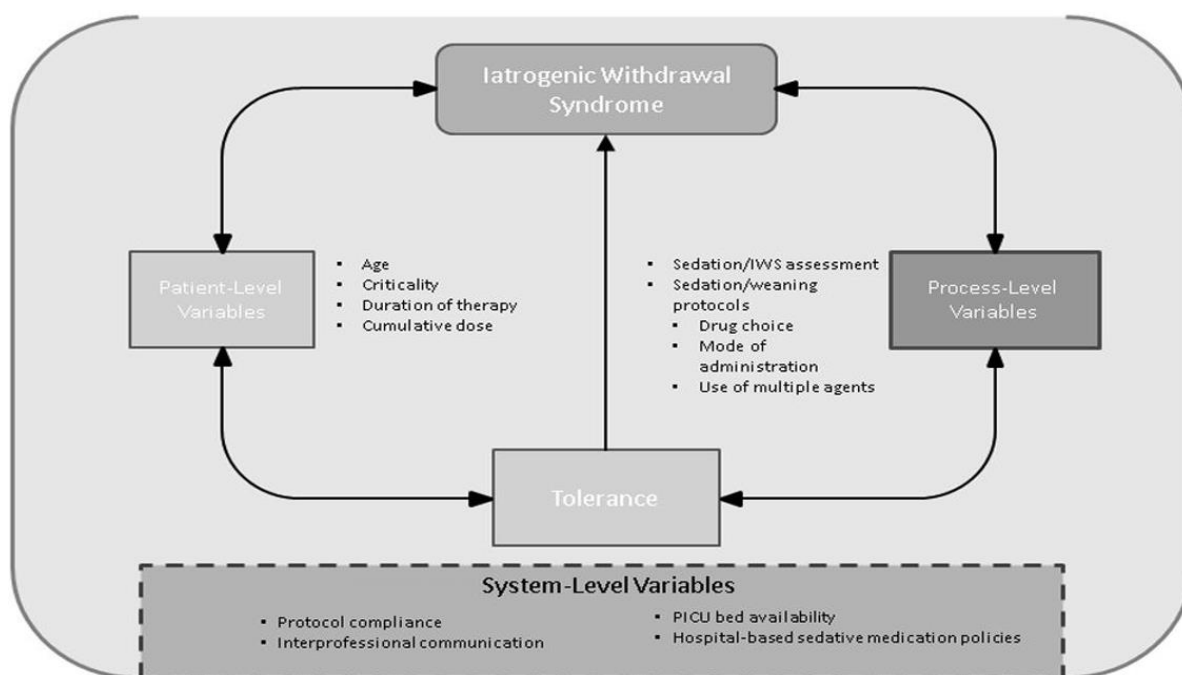 Iatrogenic Withdrawal
Syndrome
Patient-Level
Variables
▪ Age
▪ Criticality
▪ Duration of therapy
▪ Cumulative dose
▪ Sedation/IWS assessment
▪ Sedation/weaning
protocols
▪ Drug choice
▪ Mode of
administration
▪ Use of multiple agents
Process-Level
Variables
Tolerance
System-Level Variables
▪ Protocol compliance
▪ Interprofessional communication
▪ PICU bed availability
▪ Hospital-based sedative medication policies